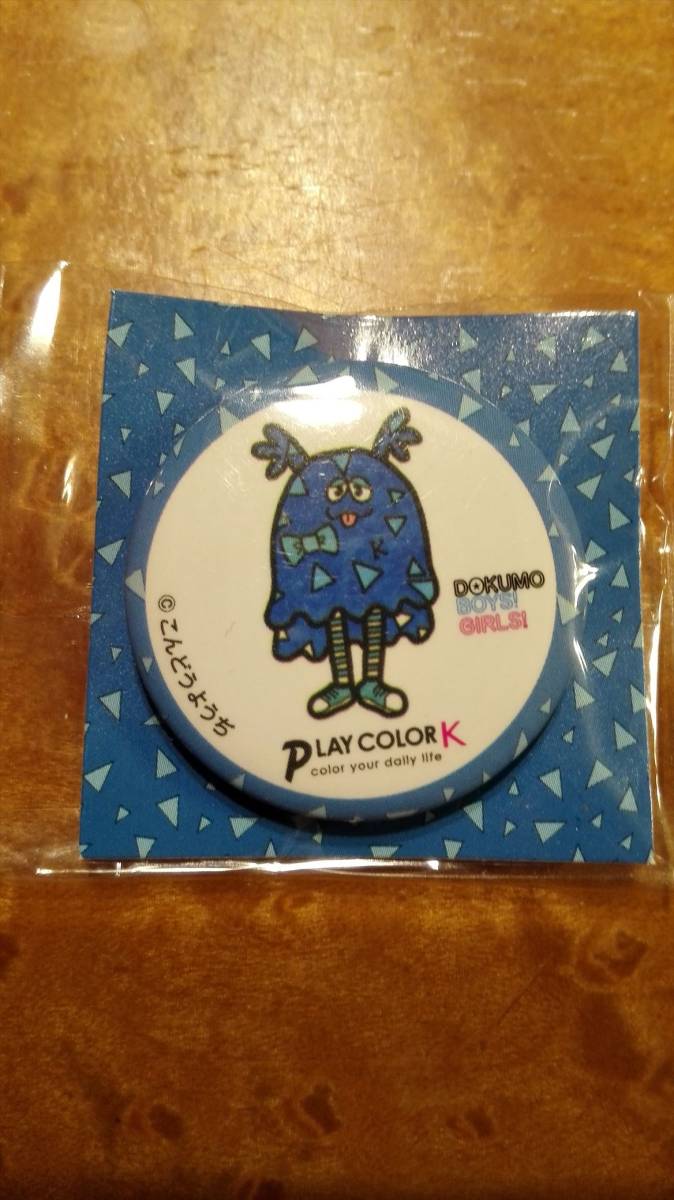 K
DOKUMO
BOYS!
GIRLS!
©こんどうようぢ
PLAY COLOR K
color your daily life